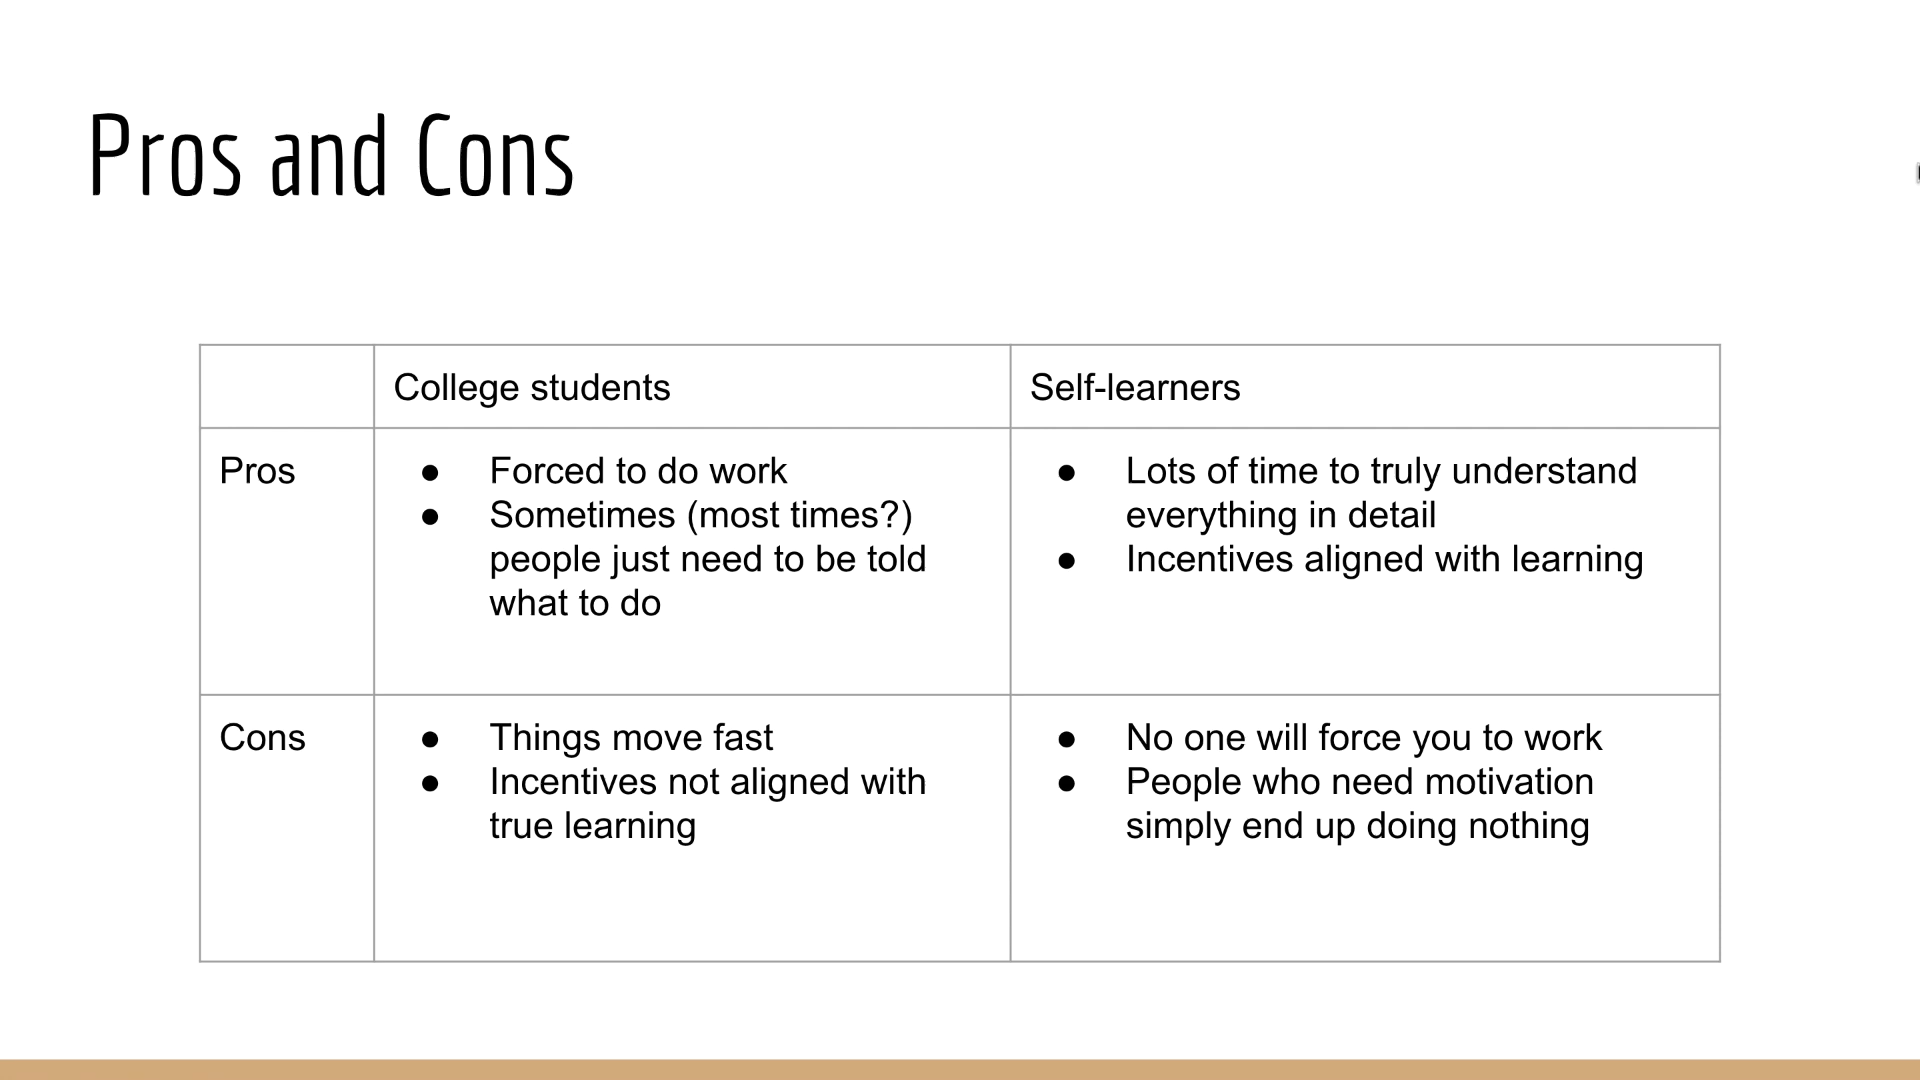 Pros and Cons
College students
Self-learners
Pros
● Forced to do work
● Sometimes (most times?)
people just need to be told
what to do
● Lots of time to truly understand
everything in detail
● Incentives aligned with learning
Cons
● Things move fast
● Incentives not aligned with
true learning
● No one will force you to work
● People who need motivation
simply end up doing nothing